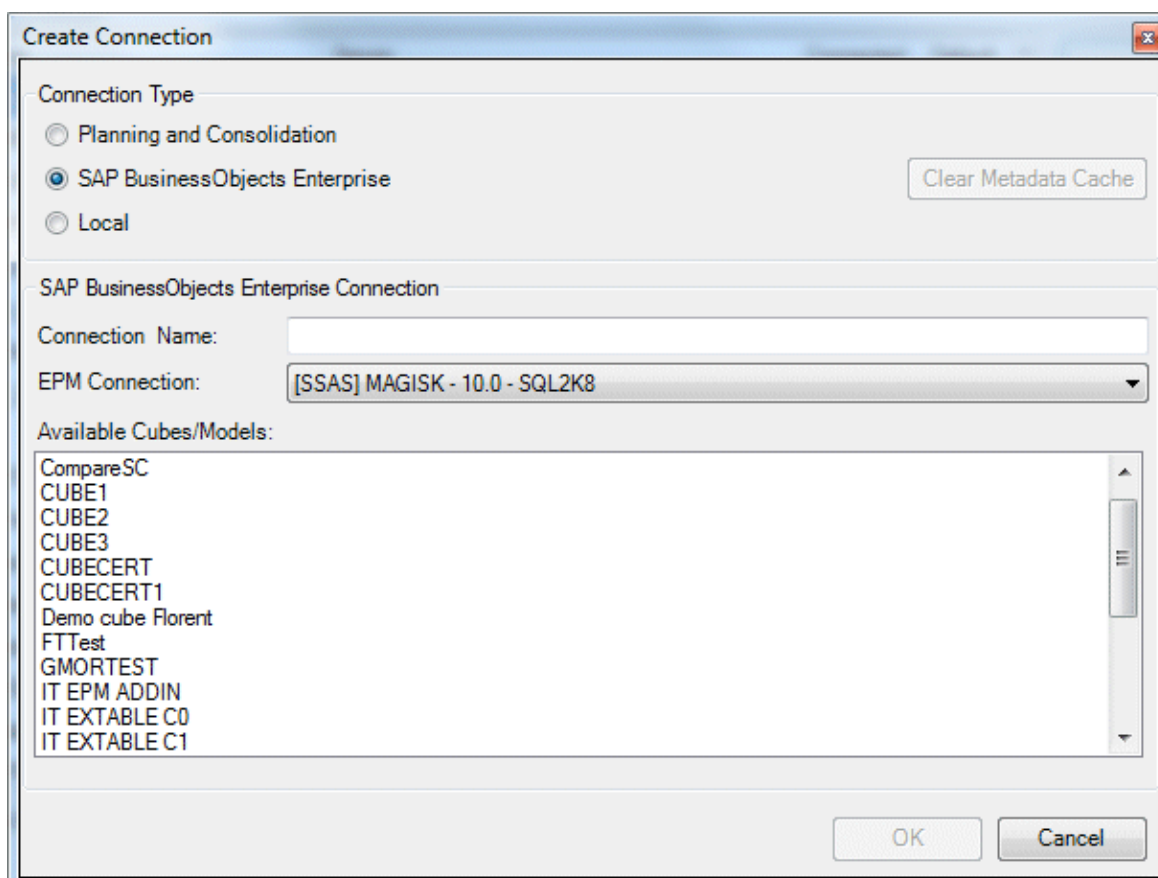 Create Connection
Connection Type
Planning and Consolidation
SAP BusinessObjects Enterprise
Clear Metadata Cache
Local
SAP BusinessObjects Enterprise Connection
Connection Name:
EPM Connection: [SSAS] MAGISK - 10.0 - SQL2K8
Available Cubes/Models:
CompareSC
CUBE1
CUBE2
CUBE3
CUBECERT
CUBECERT1
Demo cube Florent
FTTest
GMORTEST
IT EPM ADDIN
IT EXTABLE C0
IT EXTABLE C1
OK Cancel